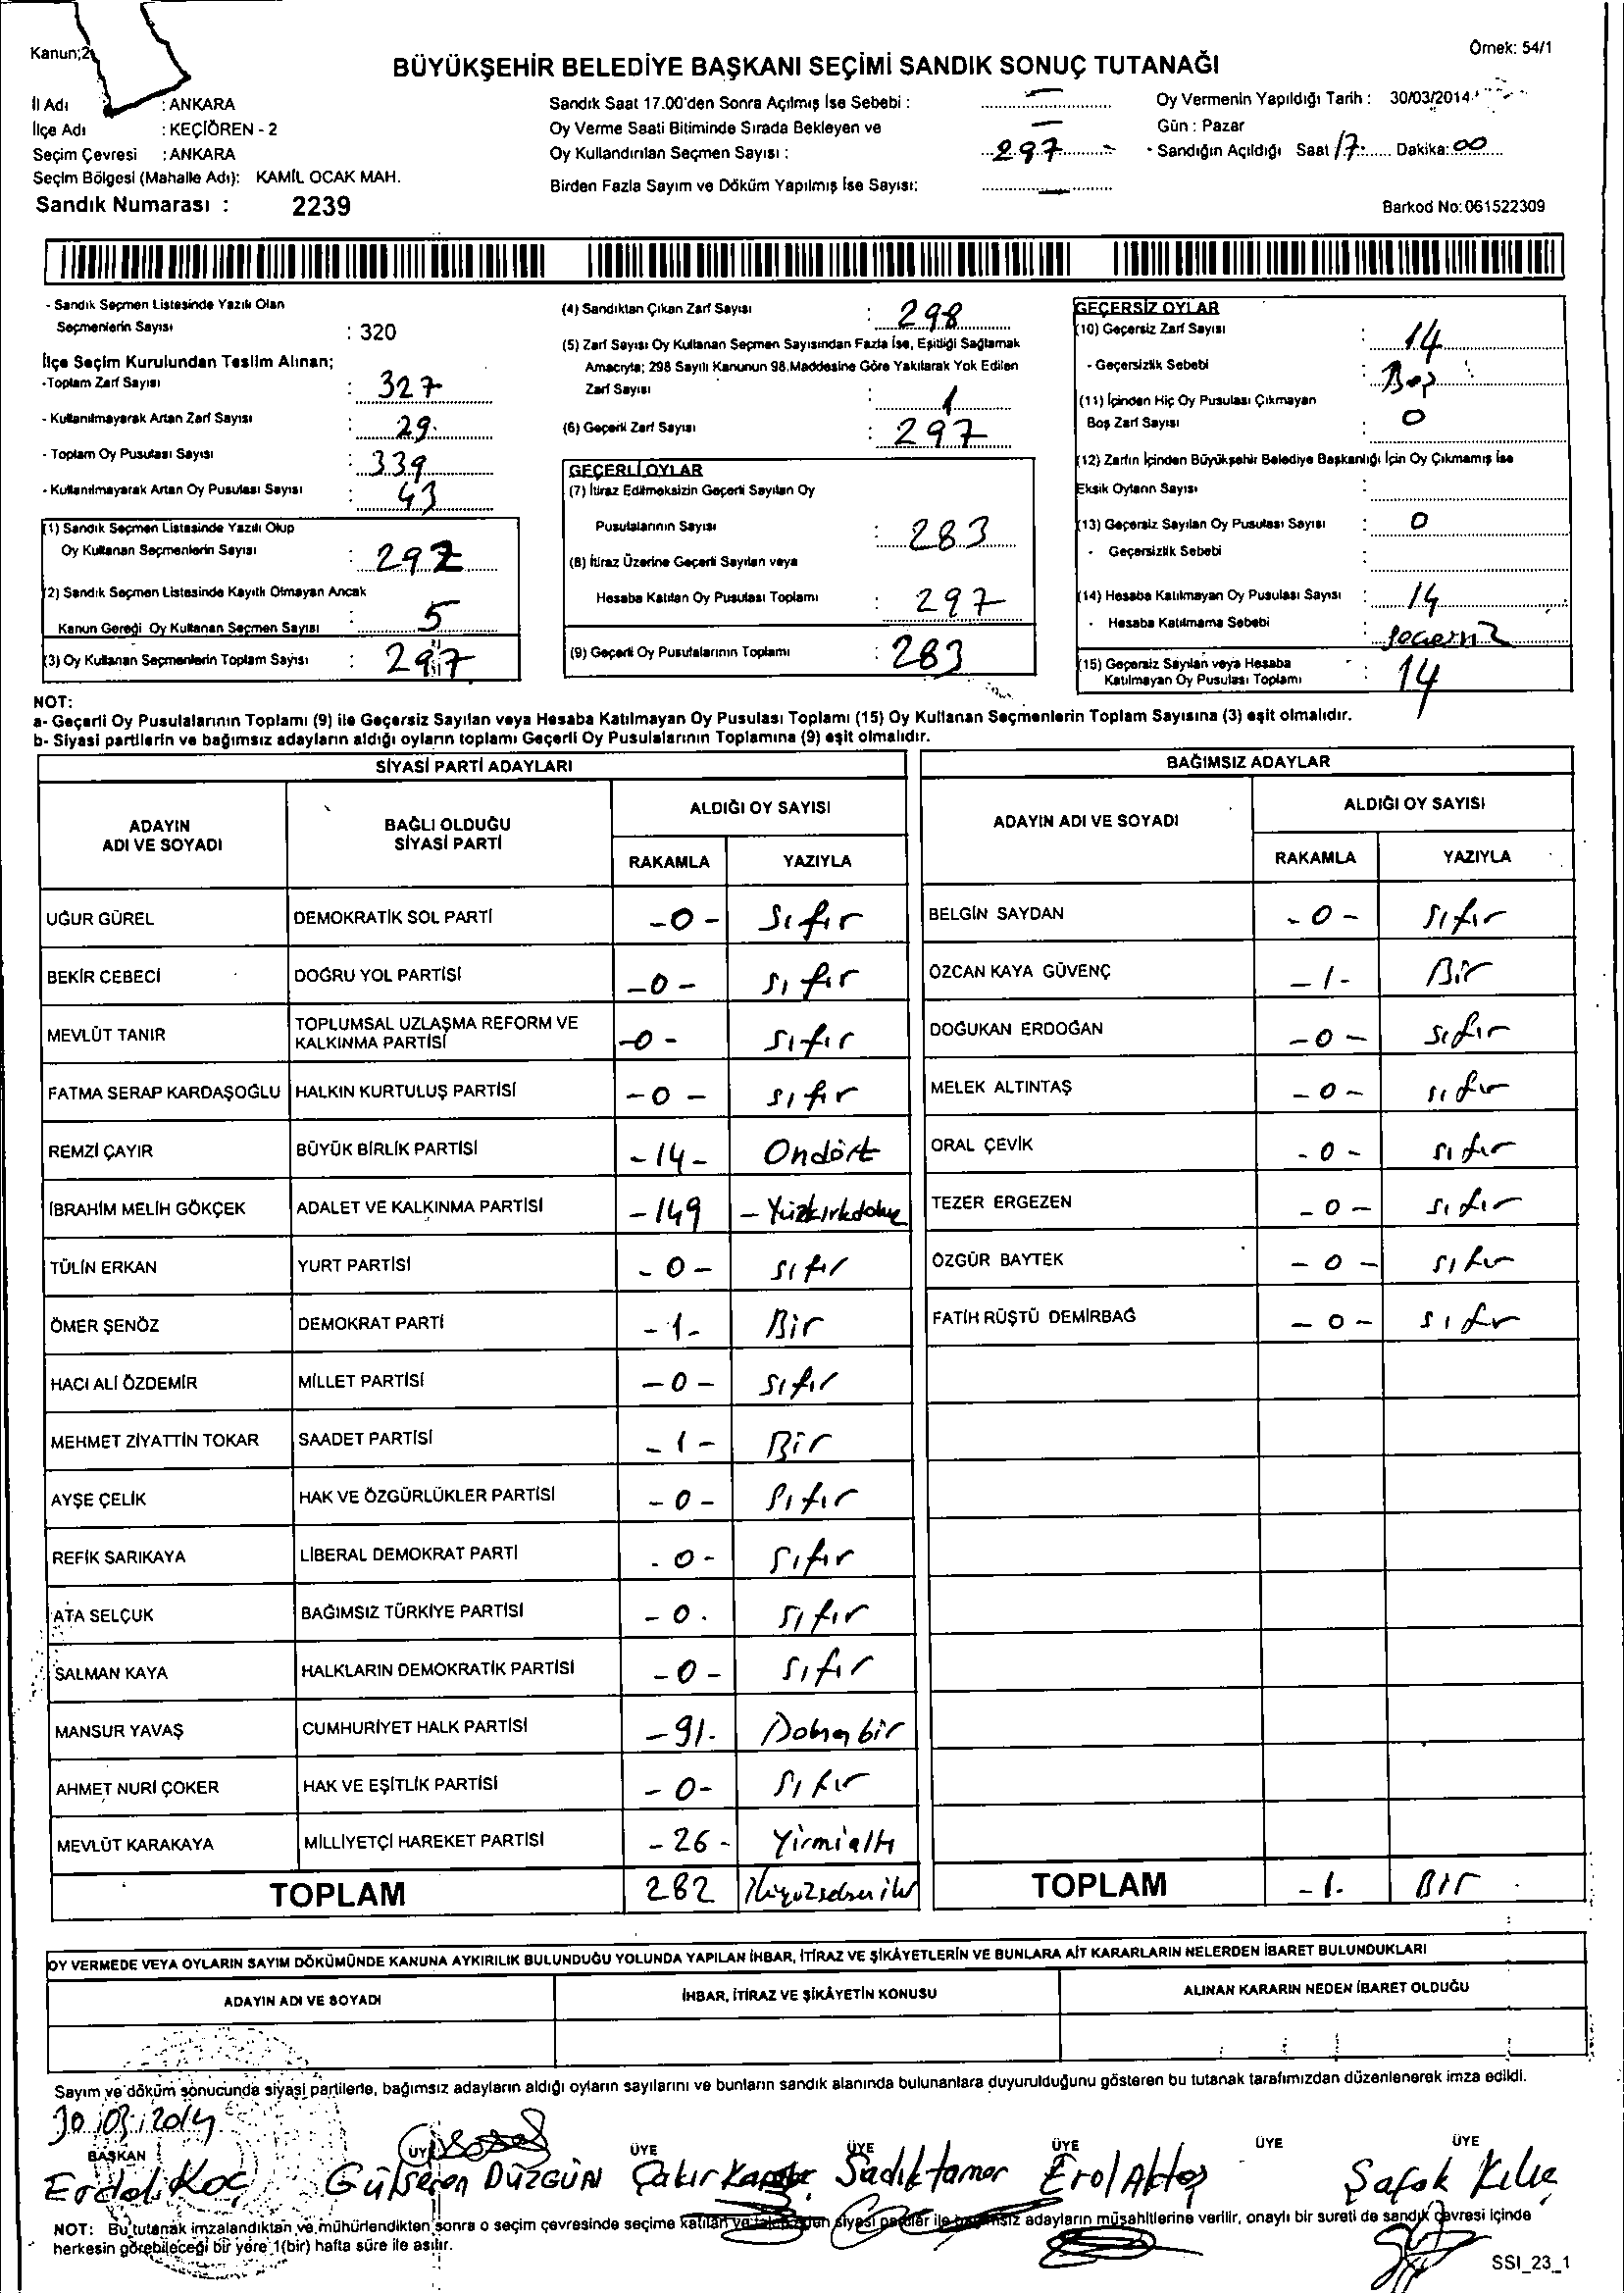 Kanun;2
Örnek: 54/1
BÜYÜKŞEHİR BELEDİYE BAŞKANI SEÇİMİ SANDIK SONUÇ TUTANAĞI
İl Adı : ANKARA
İlçe Adı : KEÇİÖREN - 2
Seçim Çevresi : ANKARA
Seçim Bölgesi (Mahalle Adı): KAMİL OCAK MAH.
Sandık Numarası : 2239
Sandık Saat 17.00'den Sonra Açılmış İse Sebebi : —
Oy Verme Saati Bitiminde Sırada Bekleyen ve —
Oy Kullandırılan Seçmen Sayısı : 297
Birden Fazla Sayım ve Döküm Yapılmış İse Sayısı: —
Oy Vermenin Yapıldığı Tarih : 30/03/2014
Gün : Pazar
Sandığın Açıldığı Saat 17: Dakika: 00
Barkod No: 061522309
- Sandık Seçmen Listesinde Yazılı Olan
Seçmenlerin Sayısı : 320
İlçe Seçim Kurulundan Teslim Alınan;
-Toplam Zarf Sayısı : 327
- Kullanılmayarak Artan Zarf Sayısı : 29
- Toplam Oy Pusulası Sayısı : 339
- Kullanılmayarak Artan Oy Pusulası Sayısı : 43
(1) Sandık Seçmen Listesinde Yazılı Olup
Oy Kullanan Seçmenlerin Sayısı : 292
(2) Sandık Seçmen Listesinde Kayıtlı Olmayan Ancak
Kanun Gereği Oy Kullanan Seçmen Sayısı : 5
(3) Oy Kullanan Seçmenlerin Toplam Sayısı : 297
(4) Sandıktan Çıkan Zarf Sayısı : 298
(5) Zarf Sayısı Oy Kullanan Seçmen Sayısından Fazla İse, Eşitliği Sağlamak
Amacıyla; 298 Sayılı Kanunun 98.Maddesine Göre Yakılarak Yok Edilen
Zarf Sayısı : 1
(6) Geçerli Zarf Sayısı : 297
GEÇERLİ OYLAR
(7) İtiraz Edilmeksizin Geçerli Sayılan Oy
Pusulalarının Sayısı : 283
(8) İtiraz Üzerine Geçerli Sayılan veya
Hesaba Katılan Oy Pusulası Toplamı : 297
(9) Geçerli Oy Pusulalarının Toplamı : 283
GEÇERSİZ OYLAR
(10) Geçersiz Zarf Sayısı : 14
- Geçersizlik Sebebi : Boş
(11) İçinden Hiç Oy Pusulası Çıkmayan
Boş Zarf Sayısı : 0
(12) Zarfın İçinden Büyükşehir Belediye Başkanlığı İçin Oy Çıkmamış İse
Eksik Oyların Sayısı :
(13) Geçersiz Sayılan Oy Pusulası Sayısı : 0
- Geçersizlik Sebebi :
(14) Hesaba Katılmayan Oy Pusulası Sayısı : 14
- Hesaba Katılmama Sebebi :
(15) Geçersiz Sayılan veya Hesaba
Katılmayan Oy Pusulası Toplamı : 14
NOT:
a- Geçerli Oy Pusulalarının Toplamı (9) ile Geçersiz Sayılan veya Hesaba Katılmayan Oy Pusulası Toplamı (15) Oy Kullanan Seçmenlerin Toplam Sayısına (3) eşit olmalıdır.
b- Siyasi partilerin ve bağımsız adayların aldığı oyların toplamı Geçerli Oy Pusulalarının Toplamına (9) eşit olmalıdır.
SİYASİ PARTİ ADAYLARI
ADAYIN ADI VE SOYADI BAĞLI OLDUĞU SİYASİ PARTİ ALDIĞI OY SAYISI
RAKAMLA YAZIYLA
UĞUR GÜREL DEMOKRATİK SOL PARTİ -0- Sıfır
BEKİR CEBECİ DOĞRU YOL PARTİSİ -0- sıfır
MEVLÜT TANIR TOPLUMSAL UZLAŞMA REFORM VE KALKINMA PARTİSİ -0- sıfır
FATMA SERAP KARDAŞOĞLU HALKIN KURTULUŞ PARTİSİ -0- sıfır
REMZİ ÇAYIR BÜYÜK BİRLİK PARTİSİ -14- Ondört
İBRAHİM MELİH GÖKÇEK ADALET VE KALKINMA PARTİSİ -149 - Yüzkırkdokuz
TÜLİN ERKAN YURT PARTİSİ -0- sıfır
ÖMER ŞENÖZ DEMOKRAT PARTİ -1- Bir
HACI ALİ ÖZDEMİR MİLLET PARTİSİ -0- sıfır
MEHMET ZİYATTİN TOKAR SAADET PARTİSİ -1- Bir
AYŞE ÇELİK HAK VE ÖZGÜRLÜKLER PARTİSİ -0- sıfır
REFİK SARIKAYA LİBERAL DEMOKRAT PARTİ -0- sıfır
ATA SELÇUK BAĞIMSIZ TÜRKİYE PARTİSİ -0- sıfır
SALMAN KAYA HALKLARIN DEMOKRATİK PARTİSİ -0- sıfır
MANSUR YAVAŞ CUMHURİYET HALK PARTİSİ -91- Doksanbir
AHMET NURİ ÇOKER HAK VE EŞİTLİK PARTİSİ -0- sıfır
MEVLÜT KARAKAYA MİLLİYETÇİ HAREKET PARTİSİ -26- Yirmialtı
TOPLAM 282 İkiyüzseksen iki
BAĞIMSIZ ADAYLAR
ADAYIN ADI VE SOYADI ALDIĞI OY SAYISI
RAKAMLA YAZIYLA
BELGİN SAYDAN -0- sıfır
ÖZCAN KAYA GÜVENÇ -1- Bir
DOĞUKAN ERDOĞAN -0- sıfır
MELEK ALTINTAŞ -0- sıfır
ORAL ÇEVİK -0- sıfır
TEZER ERGEZEN -0- sıfır
ÖZGÜR BAYTEK -0- sıfır
FATİH RÜŞTÜ DEMİRBAĞ -0- sıfır
TOPLAM -1- BİR
OY VERMEDE VEYA OYLARIN SAYIM DÖKÜMÜNDE KANUNA AYKIRILIK BULUNDUĞU YOLUNDA YAPILAN İHBAR, İTİRAZ VE ŞİKÂYETLERİN VE BUNLARA AİT KARARLARIN NELERDEN İBARET BULUNDUKLARI
ADAYIN ADI VE SOYADI İHBAR, İTİRAZ VE ŞİKÂYETİN KONUSU ALINAN KARARIN NEDEN İBARET OLDUĞU
Sayım ve döküm sonucunda siyasi partilerle, bağımsız adayların aldığı oyların sayılarını ve bunların sandık alanında bulunanlara duyurulduğunu gösteren bu tutanak tarafımızdan düzenlenerek imza edildi.
30.03.2014
BAŞKAN ÜYE ÜYE ÜYE ÜYE ÜYE ÜYE
Erdal Koç Gülseren DÜZGÜN Çakır Sadık tamer Erol Aktaş Şafak Kılıç
NOT: Bu tutanak imzalandıktan ve mühürlendikten sonra o seçim çevresinde seçime katılan siyasi partiler ile bağımsız adayların müşahitlerine verilir, onaylı bir sureti de sandık çevresi içinde
herkesin görebileceği bir yere 1(bir) hafta süre ile asılır.
SSI_23_1